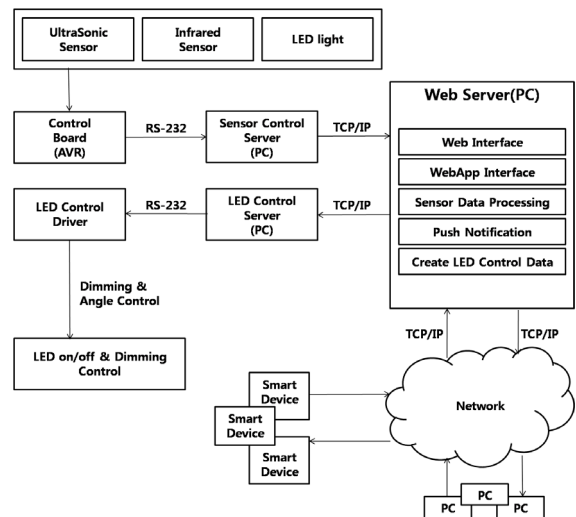 UltraSonic
Sensor
Infrared
Sensor
LED light
Control
Board
(AVR)
RS-232
Sensor Control
Server
(PC)
TCP/IP
Web Server(PC)
Web Interface
WebApp Interface
Sensor Data Processing
Push Notification
Create LED Control Data
LED Control
Driver
RS-232
LED Control
Server
(PC)
TCP/IP
Dimming &
Angle Control
LED on/off & Dimming
Control
TCP/IP
TCP/IP
Smart
Device
Smart
Device
Smart
Device
Network
PC
PC
PC